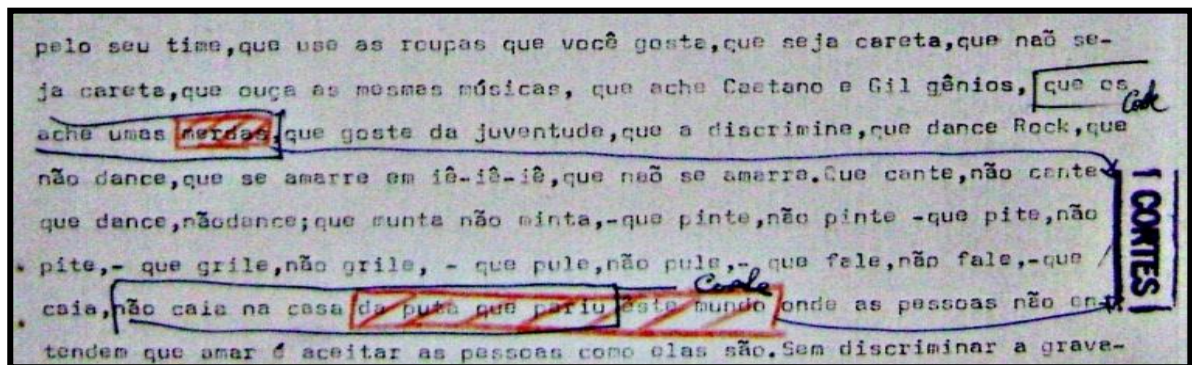 pelo seu time,que use as roupas que você gosta,que seja careta,que naõ se-
ja careta,que ouça as mesmas músicas, que ache Caetano e Gil gênios, que os
Corte
ache umas merdas,que goste da juventude,que a discrimine,que dance Rock,que
não dance,que se amarre em iê-iê-iê,que naõ se amarre.Que cante,não cante
que dance,nãodance;que munta não minta,-que pinte,não pinte -que pite,não
pite,- que grile,não grile, - que pule,não pule,- que fale,não fale,-que
CORTES
Corte
caia,não caia na casa da puta que pariu este mundo onde as pessoas não en-
tendem que amar é aceitar as pessoas como elas são.Sem discriminar a grave-